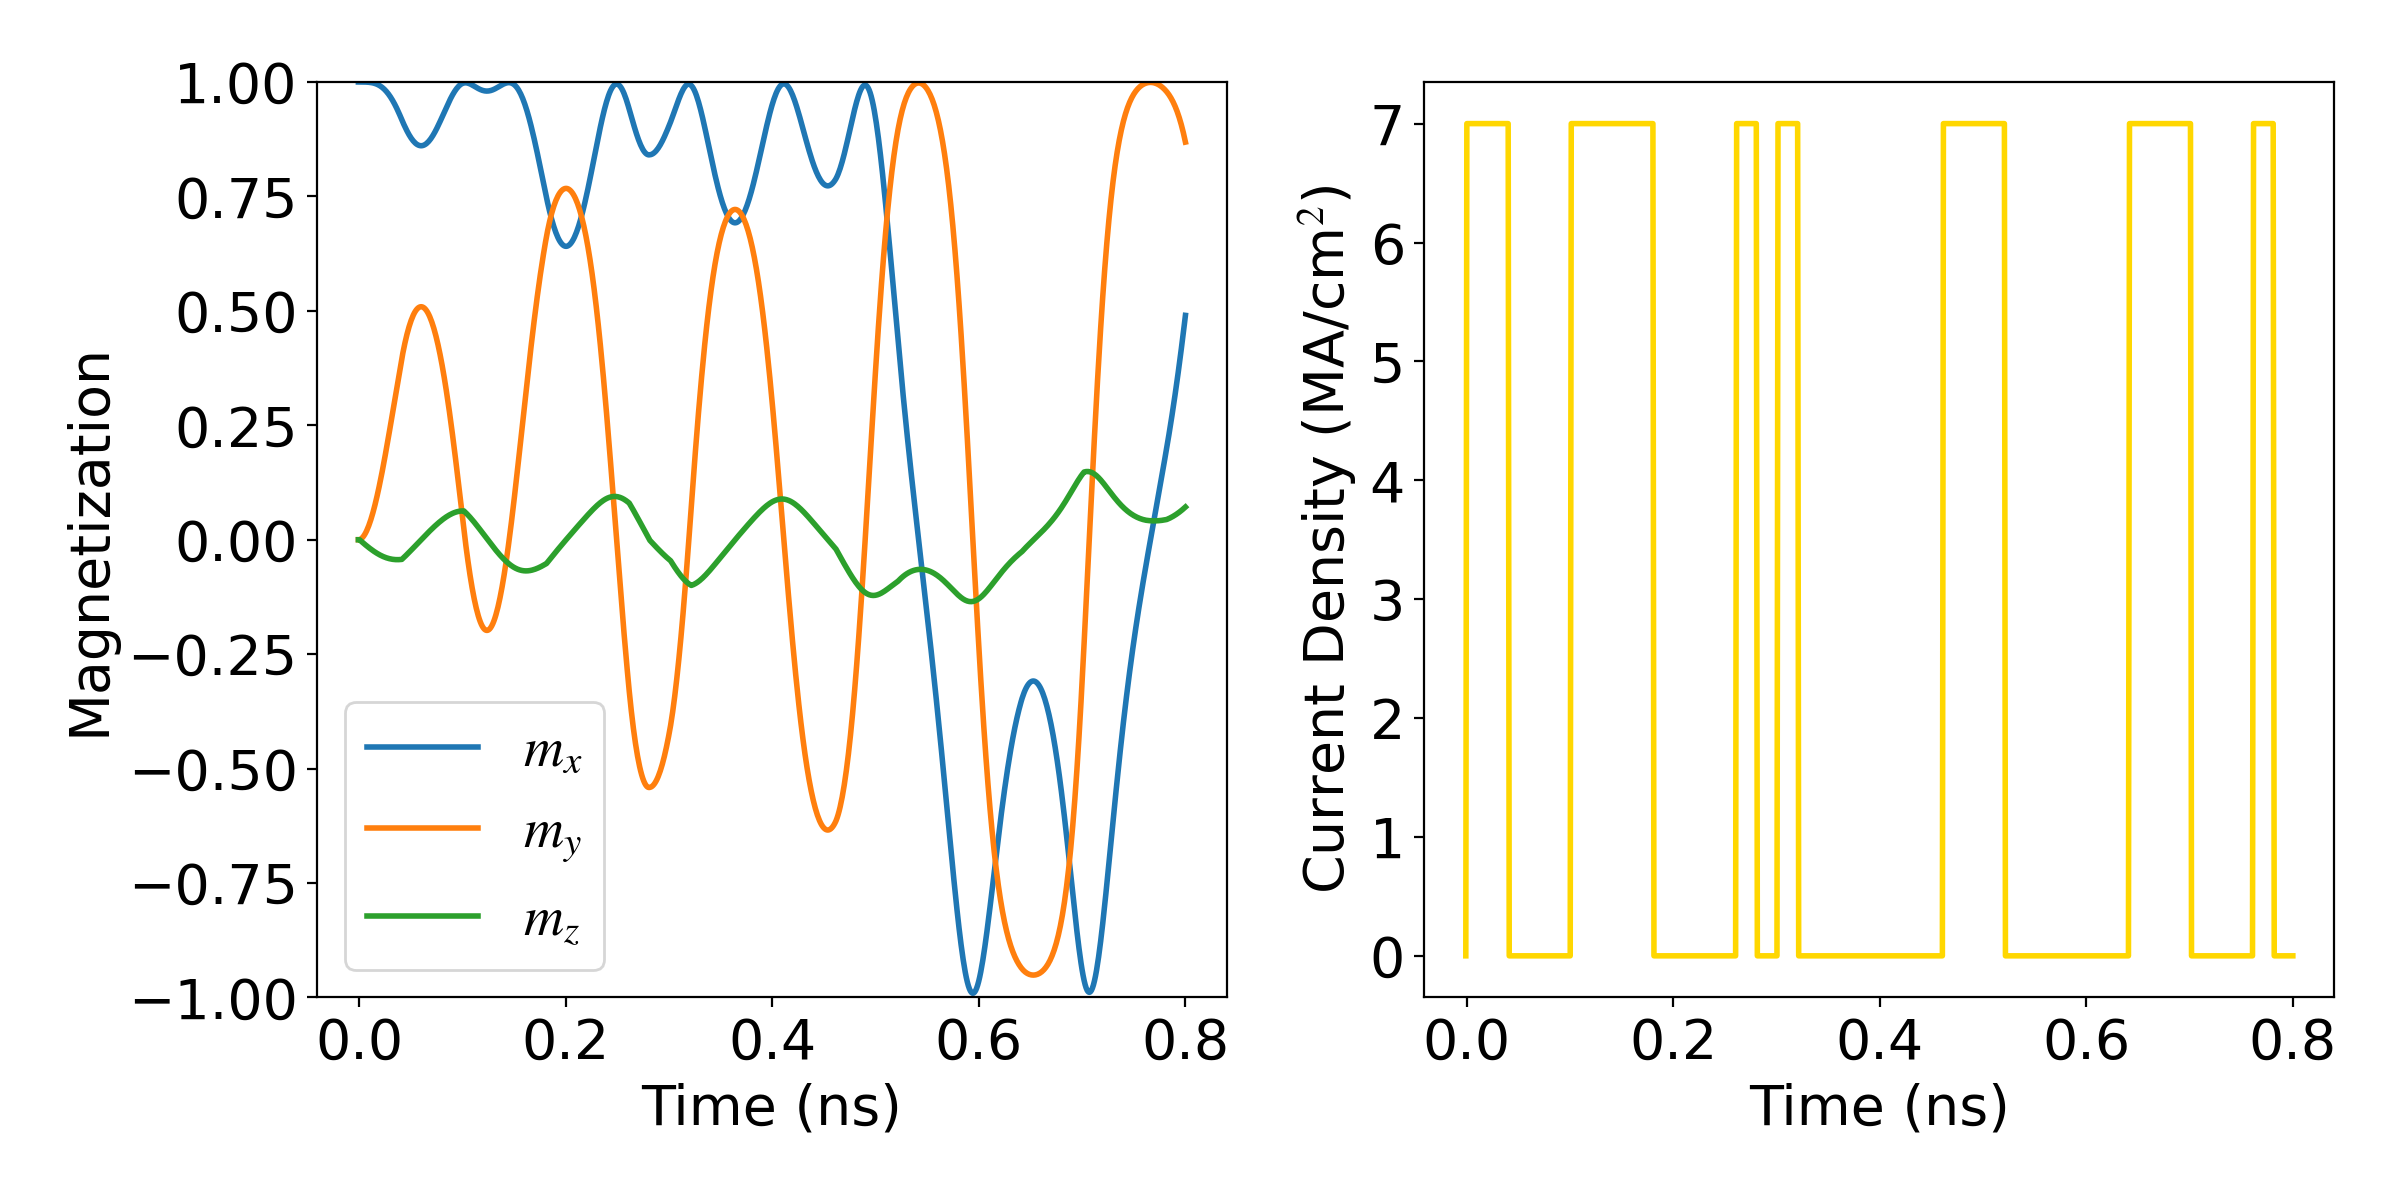 Magnetization
1.00
0.75
0.50
0.25
0.00
−0.25
−0.50
−0.75
−1.00
0.0 0.2 0.4 0.6 0.8
Time (ns)
mₓ
m_y
m_z
Current Density (MA/cm²)
7
6
5
4
3
2
1
0
0.0 0.2 0.4 0.6 0.8
Time (ns)